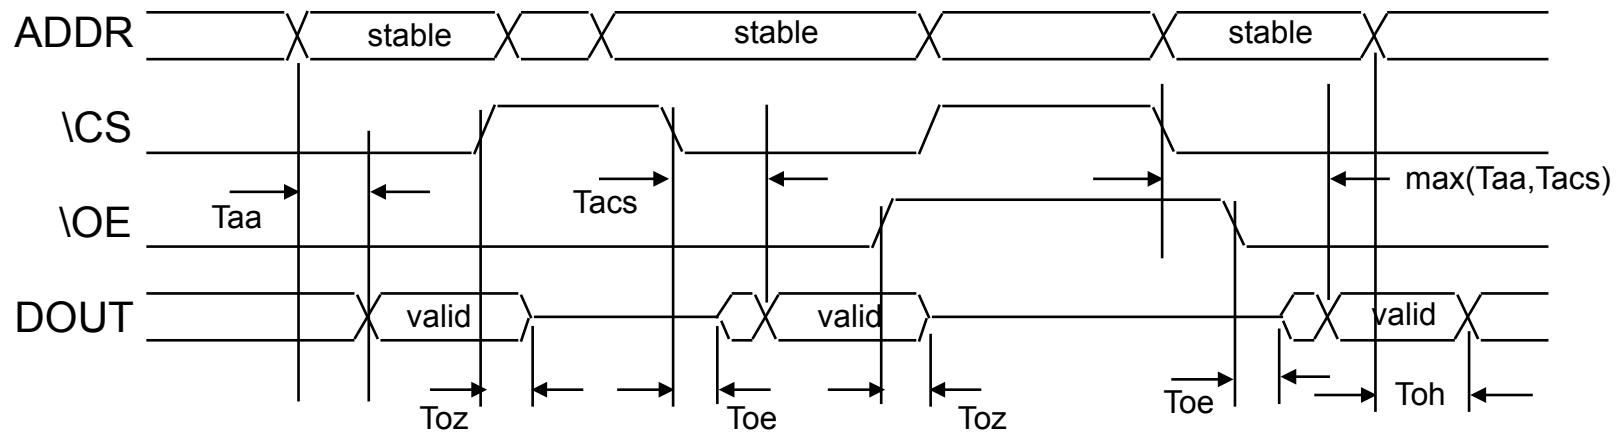 ADDR stable stable stable
\CS
Taa Tacs max(Taa,Tacs)
\OE
DOUT valid valid valid
Toz Toe Toz Toe Toh